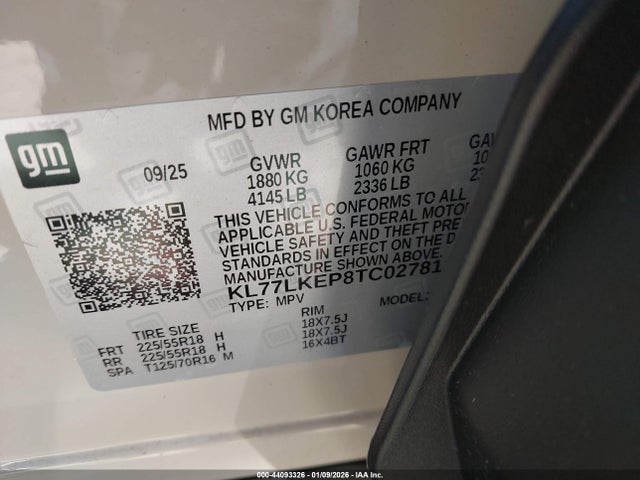 MFD BY GM KOREA COMPANY
gm
09/25
GVWR
1880 KG
4145 LB
GAWR FRT
1060 KG
2336 LB
THIS VEHICLE CONFORMS TO ALL
APPLICABLE U.S. FEDERAL MOTOR
VEHICLE SAFETY AND THEFT
STANDARDS IN EFFECT ON THE D
MANUFACTURE SHOWN ABOVE.
KL77LKEP8TC02781
TYPE: MPV
MODEL:
TIRE SIZE
RIM
FRT 225/55R18 H 18X7.5J
RR 225/55R18 H 18X7.5J
SPA T125/70R16 M 16X4BT
000-44093326 - 01/09/2026 - © IAA Inc.